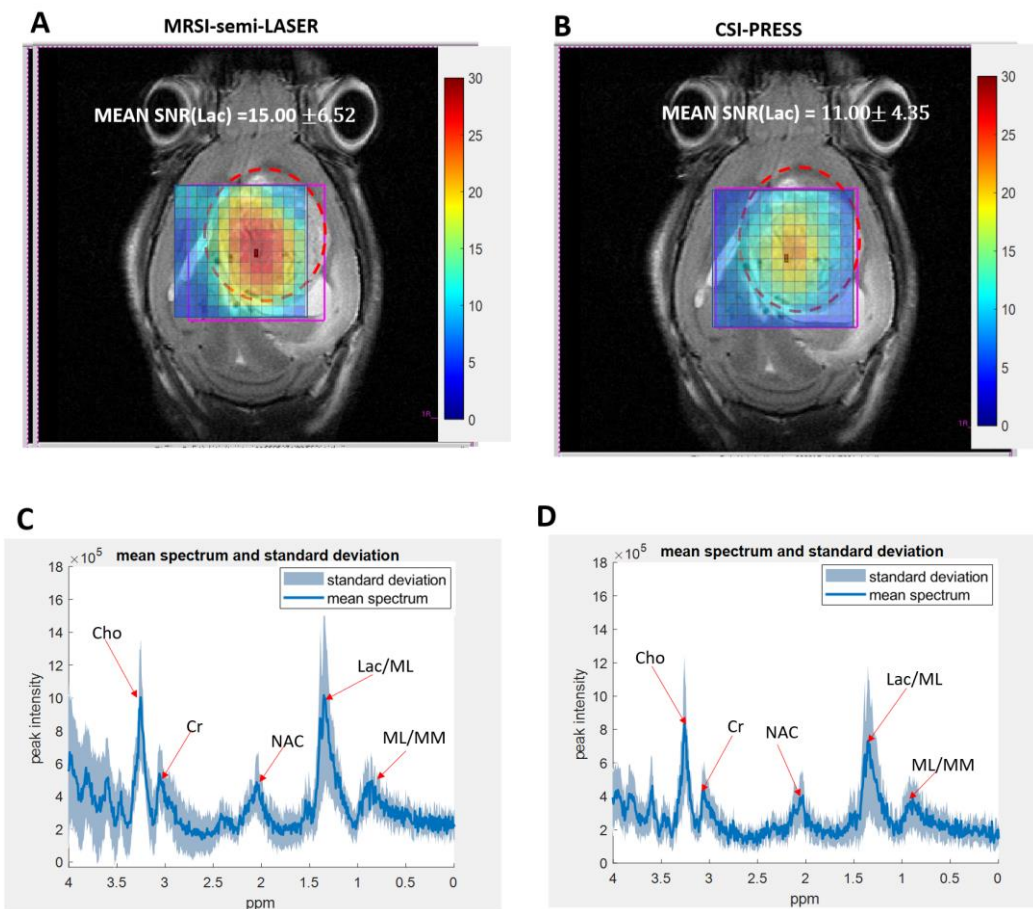 A
MRSI-semi-LASER
MEAN SNR(Lac) =15.00 ±6.52
30
25
20
15
10
5
0
1R
B
CSI-PRESS
MEAN SNR(Lac) = 11.00± 4.35
30
25
20
15
10
5
0
1R
C
mean spectrum and standard deviation
×10⁵
18
16
14
12
10
8
6
4
2
0
peak intensity
standard deviation
mean spectrum
Cho
Cr
NAC
Lac/ML
ML/MM
4 3.5 3 2.5 2 1.5 1 0.5 0
ppm
D
mean spectrum and standard deviation
×10⁵
18
16
14
12
10
8
6
4
2
0
peak intensity
standard deviation
mean spectrum
Cho
Cr
NAC
Lac/ML
ML/MM
4 3.5 3 2.5 2 1.5 1 0.5 0
ppm